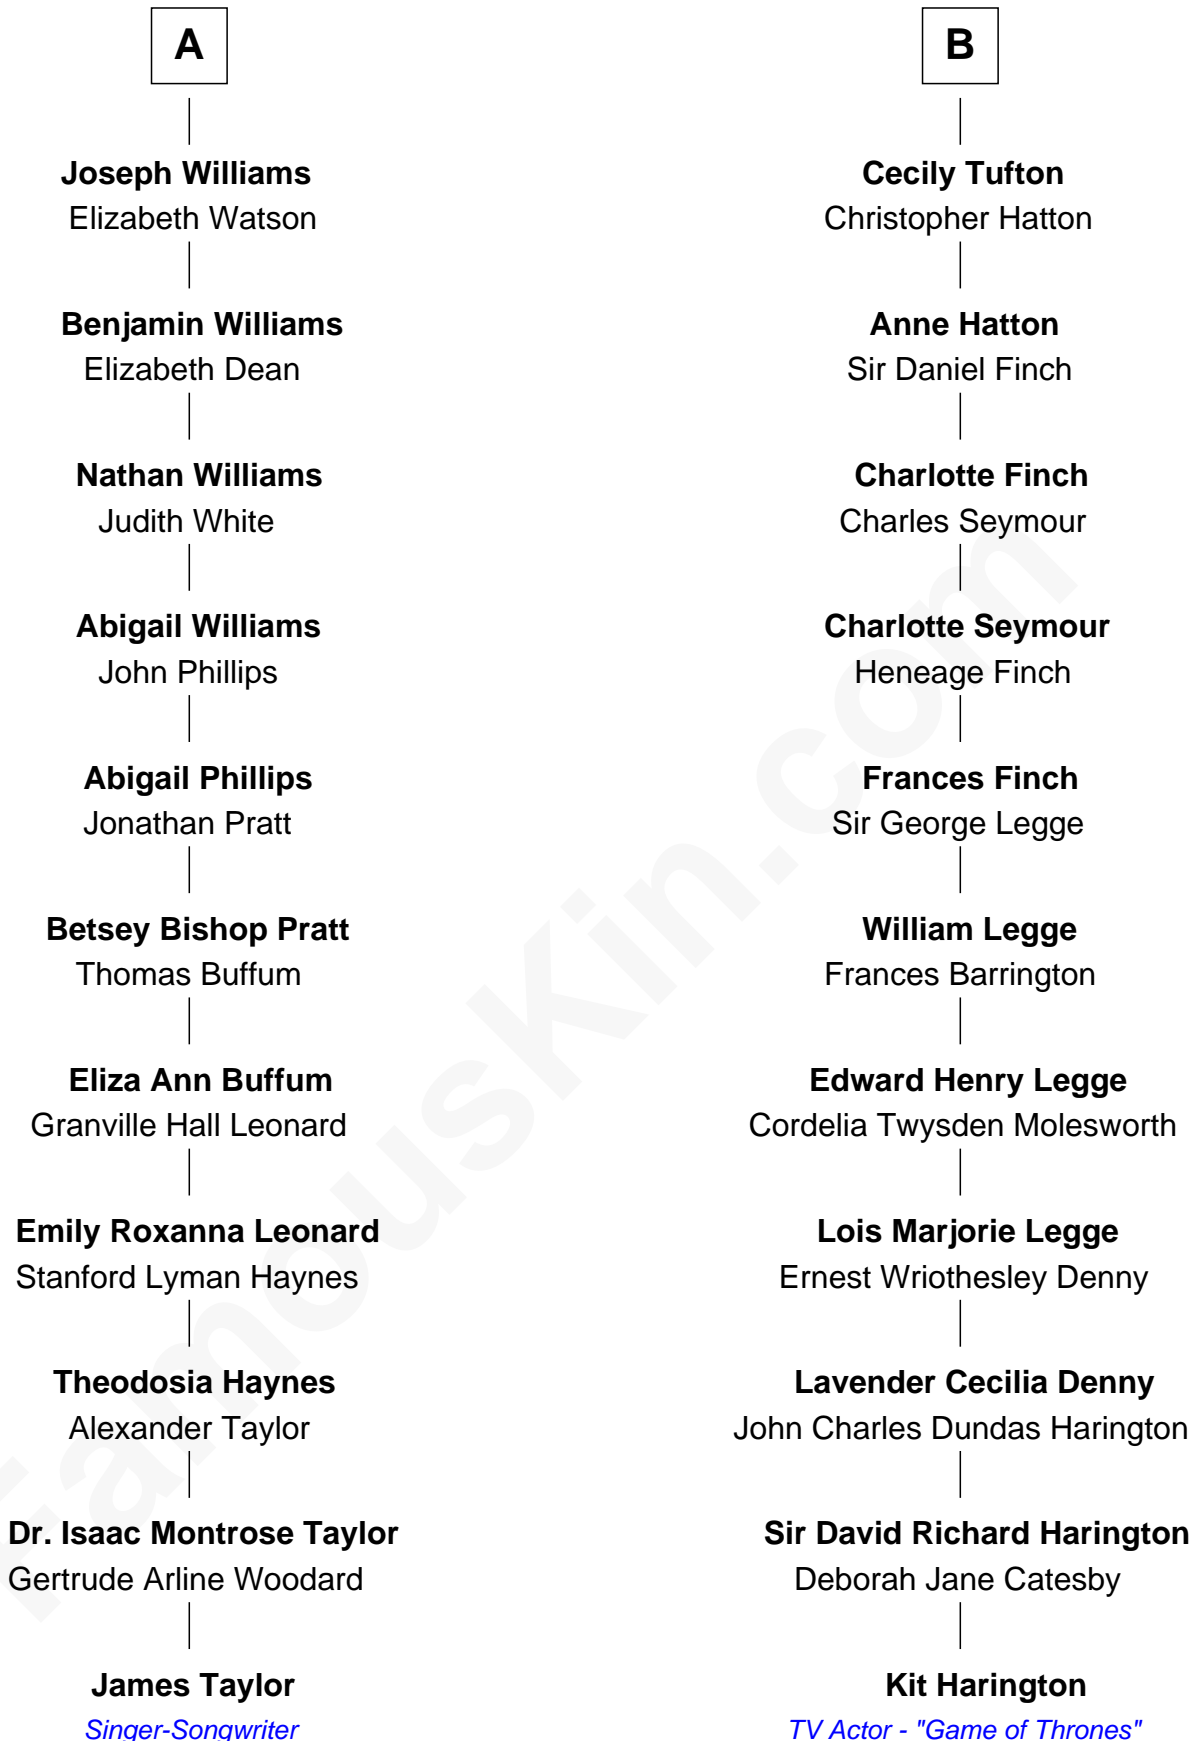 A
Joseph Williams
Elizabeth Watson
Benjamin Williams
Elizabeth Dean
Nathan Williams
Judith White
Abigail Williams
John Phillips
Abigail Phillips
Jonathan Pratt
Betsey Bishop Pratt
Thomas Buffum
Eliza Ann Buffum
Granville Hall Leonard
Emily Roxanna Leonard
Stanford Lyman Haynes
Theodosia Haynes
Alexander Taylor
Dr. Isaac Montrose Taylor
Gertrude Arline Woodard
James Taylor
Singer-Songwriter
B
Cecily Tufton
Christopher Hatton
Anne Hatton
Sir Daniel Finch
Charlotte Finch
Charles Seymour
Charlotte Seymour
Heneage Finch
Frances Finch
Sir George Legge
William Legge
Frances Barrington
Edward Henry Legge
Cordelia Twysden Molesworth
Lois Marjorie Legge
Ernest Wriothesley Denny
Lavender Cecilia Denny
John Charles Dundas Harington
Sir David Richard Harington
Deborah Jane Catesby
Kit Harington
TV Actor - "Game of Thrones"
FamousKin.com